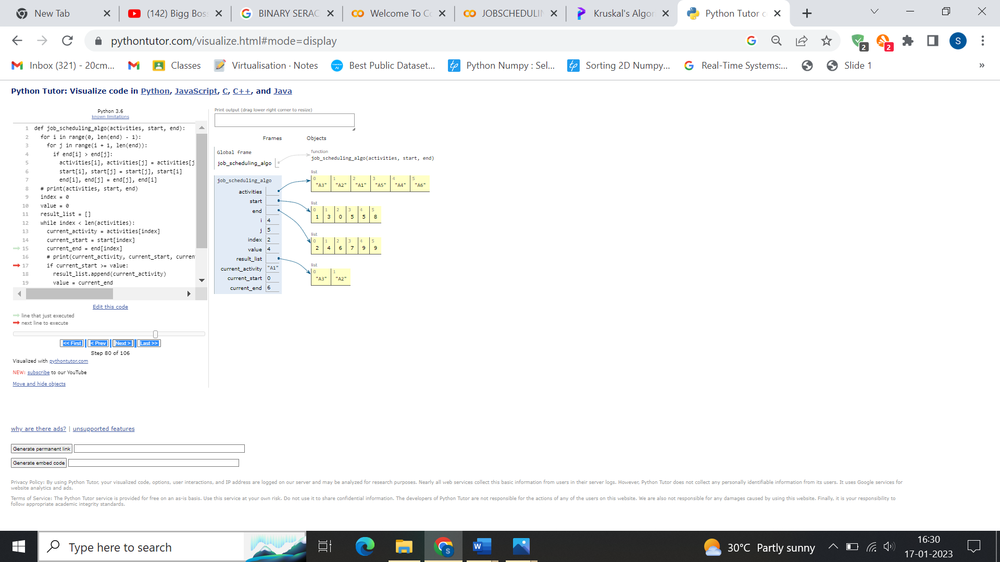 New Tab
(142) Bigg Boss
BINARY SERAC
Welcome To Co
JOBSCHEDULIN
Kruskal's Algor
Python Tutor c
pythontutor.com/visualize.html#mode=display
2
2
S
Inbox (321) - 20cm...
Classes
Virtualisation · Notes
Best Public Dataset...
tp
Python Numpy : Sel...
tp
Sorting 2D Numpy...
Real-Time Systems:...
Slide 1
»
Python Tutor: Visualize code in Python, JavaScript, C, C++, and Java
Python 3.6
known limitations
1 def job_scheduling_algo(activities, start, end):
2 for i in range(0, len(end) - 1):
3 for j in range(i + 1, len(end)):
4 if end[i] > end[j]:
5 activities[i], activities[j] = activities[j
6 start[i], start[j] = start[j], start[i]
7 end[i], end[j] = end[j], end[i]
8 # print(activities, start, end)
9 index = 0
10 value = 0
11 result_list = []
12 while index < len(activities):
13 current_activity = activities[index]
14 current_start = start[index]
15 current_end = end[index]
16 # print(current_activity, current_start, curren
17 if current_start >= value:
18 result_list.append(current_activity)
19 value = current_end
Edit this code
line that just executed
next line to execute
<< First
< Prev
Next >
Last >>
Step 80 of 106
Visualized with pythontutor.com
NEW: subscribe to our YouTube
Move and hide objects
Print output (drag lower right corner to resize)
Frames
Objects
Global frame
job_scheduling_algo
function
job_scheduling_algo(activities, start, end)
job_scheduling_algo
activities
start
end
i 4
j 5
index 2
value 4
result_list
current_activity "A1"
current_start 0
current_end 6
list
0 1 2 3 4 5
"A3" "A2" "A1" "A5" "A4" "A6"
list
0 1 2 3 4 5
1 3 0 5 5 8
list
0 1 2 3 4 5
2 4 6 7 9 9
list
0 1
"A3" "A2"
why are there ads? | unsupported features
Generate permanent link
Generate embed code
Privacy Policy: By using Python Tutor, your visualized code, options, user interactions, and IP address are logged on our server and may be analyzed for research purposes. Nearly all web services collect this basic information from users in their server logs. However, Python Tutor does not collect any personally identifiable information from its users. It uses Google services for
website analytics and ads.
Terms of Service: The Python Tutor service is provided for free on an as-is basis. Use this service at your own risk. Do not use it to share confidential information. The developers of Python Tutor are not responsible for the actions of any of the users on this website. We are also not responsible for any damages caused by using this website. Finally, it is your responsibility to
follow appropriate academic integrity standards.
Type here to search
S
W
30°C Partly sunny
16:30
17-01-2023